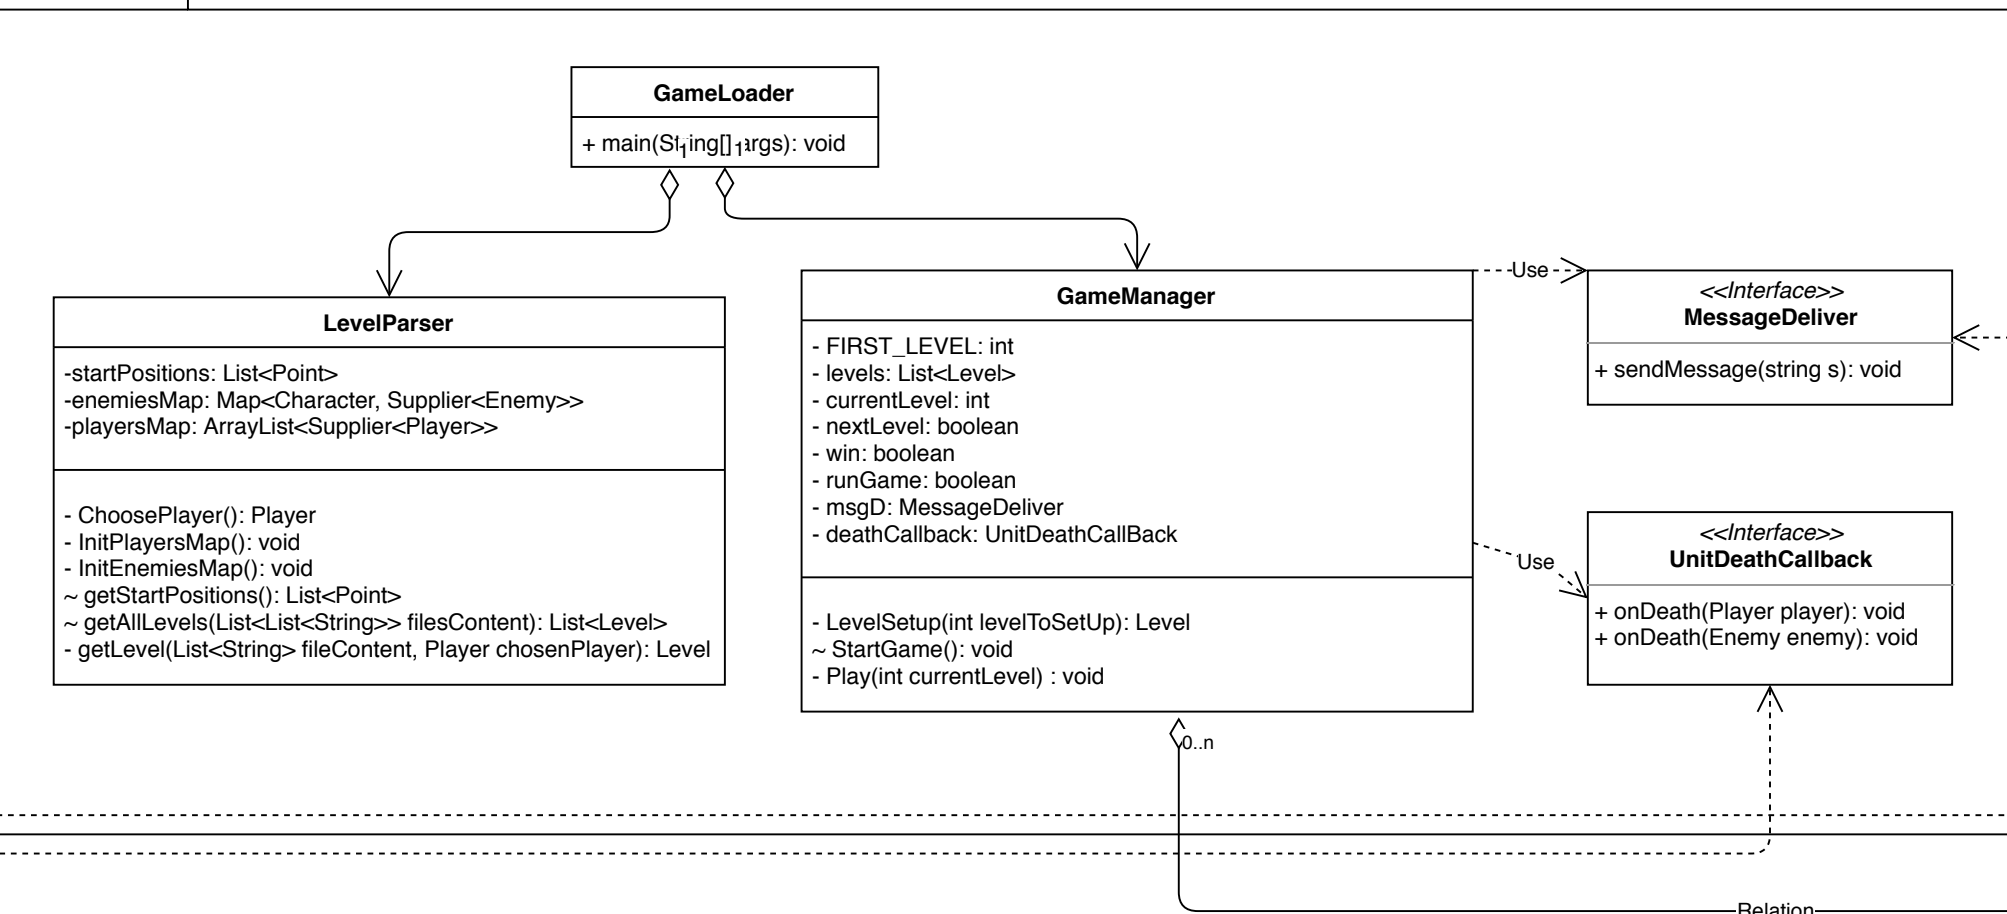 GameLoader
+ main(String[] args): void
1
1
LevelParser
-startPositions: List<Point>
-enemiesMap: Map<Character, Supplier<Enemy>>
-playersMap: ArrayList<Supplier<Player>>
- ChoosePlayer(): Player
- InitPlayersMap(): void
- InitEnemiesMap(): void
~ getStartPositions(): List<Point>
~ getAllLevels(List<List<String>> filesContent): List<Level>
- getLevel(List<String> fileContent, Player chosenPlayer): Level
GameManager
- FIRST_LEVEL: int
- levels: List<Level>
- currentLevel: int
- nextLevel: boolean
- win: boolean
- runGame: boolean
- msgD: MessageDeliver
- deathCallback: UnitDeathCallBack
- LevelSetup(int levelToSetUp): Level
~ StartGame(): void
- Play(int currentLevel) : void
0..n
Use
<<Interface>>
MessageDeliver
+ sendMessage(string s): void
Use
<<Interface>>
UnitDeathCallback
+ onDeath(Player player): void
+ onDeath(Enemy enemy): void
Relation